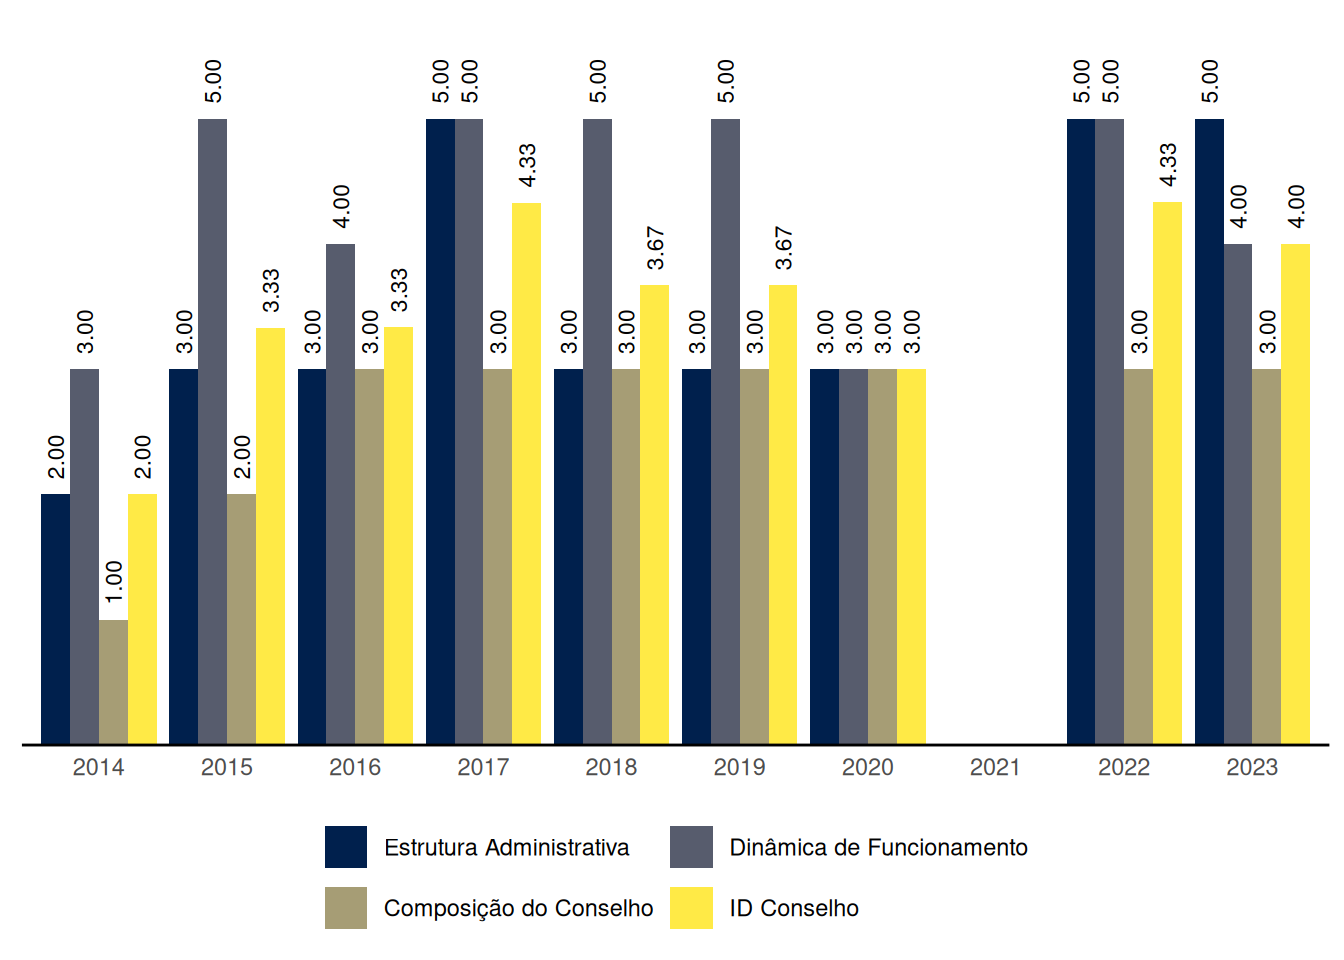 2.00 3.00 1.00 2.00
3.00 5.00 2.00 3.33
3.00 4.00 3.00 3.33
5.00 5.00 3.00 4.33
3.00 5.00 3.00 3.67
3.00 5.00 3.00 3.67
3.00 3.00 3.00 3.00
5.00 5.00 3.00 4.33
5.00 4.00 3.00 4.00
2014 2015 2016 2017 2018 2019 2020 2021 2022 2023
Estrutura Administrativa Dinâmica de Funcionamento
Composição do Conselho ID Conselho